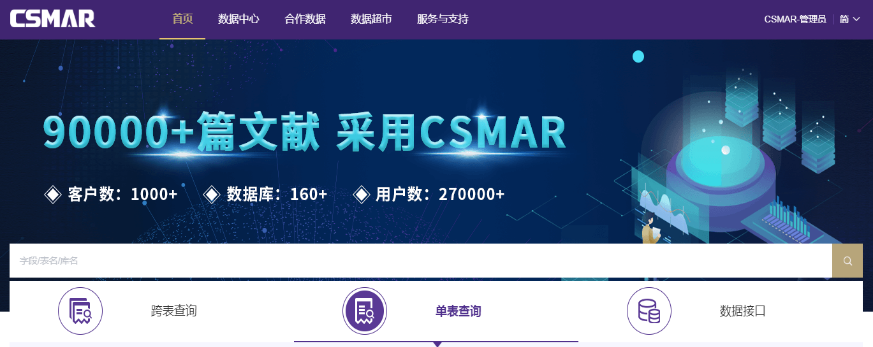 CSMAR 首页 数据中心 合作数据 数据超市 服务与支持 CSMAR-管理员 简
90000+篇文献 采用CSMAR
客户数：1000+ 数据库：160+ 用户数：270000+
字段/表名/库名
跨表查询 单表查询 数据接口